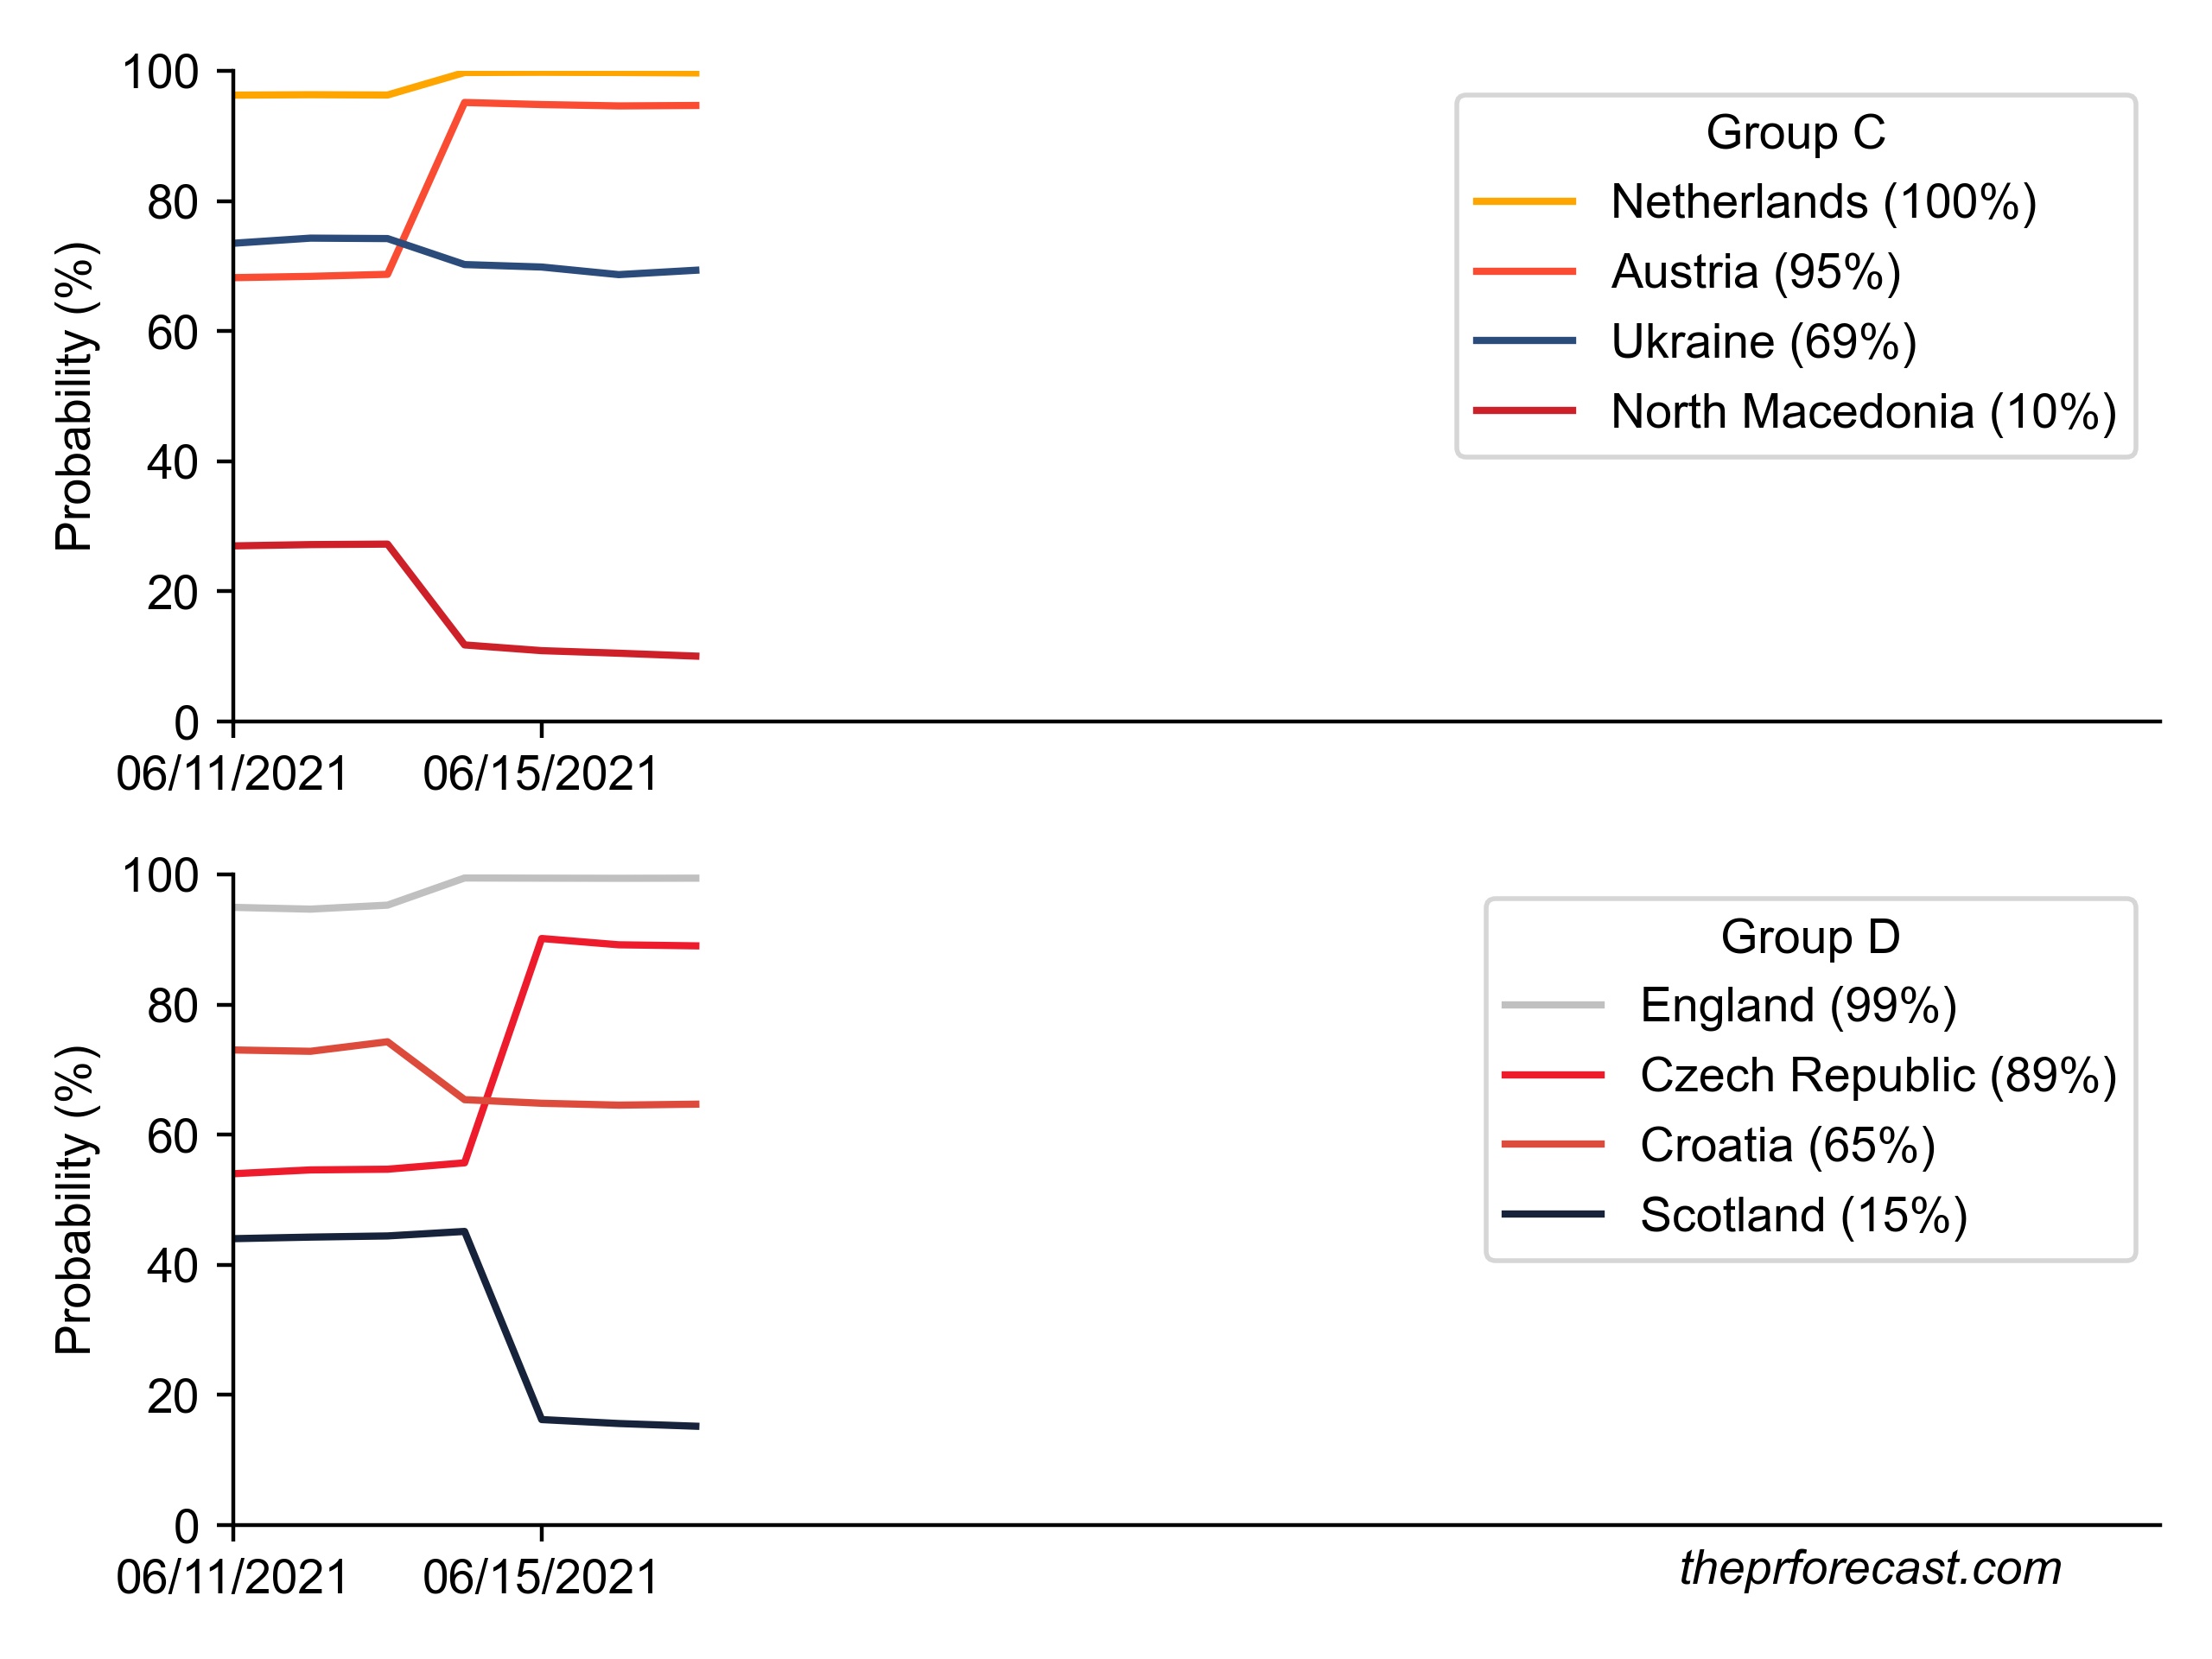 100
80
60
40
20
0
Probability (%)
06/11/2021
06/15/2021
Group C
Netherlands (100%)
Austria (95%)
Ukraine (69%)
North Macedonia (10%)
100
80
60
40
20
0
Probability (%)
06/11/2021
06/15/2021
Group D
England (99%)
Czech Republic (89%)
Croatia (65%)
Scotland (15%)
theprforecast.com